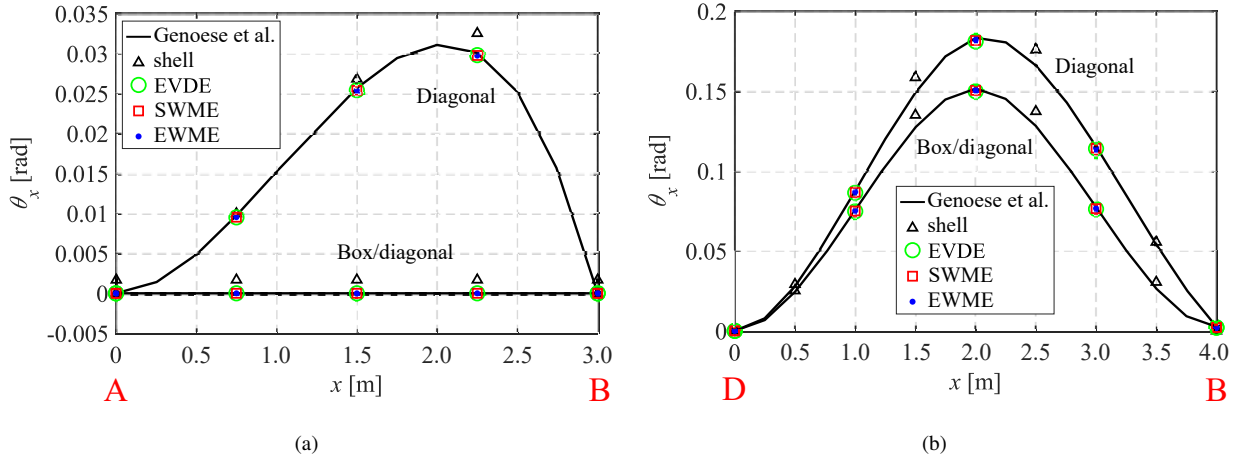 0.035
0.03
0.025
0.02
0.015
0.01
0.005
0
-0.005
θx [rad]
Genoese et al.
shell
EVDE
SWME
EWME
Diagonal
Box/diagonal
0 0.5 1.0 1.5 2.0 2.5 3.0
x [m]
A B
(a)
0.2
0.15
0.1
0.05
0
θx [rad]
Diagonal
Box/diagonal
Genoese et al.
shell
EVDE
SWME
EWME
0 0.5 1.0 1.5 2.0 2.5 3.0 3.5 4.0
x [m]
D B
(b)